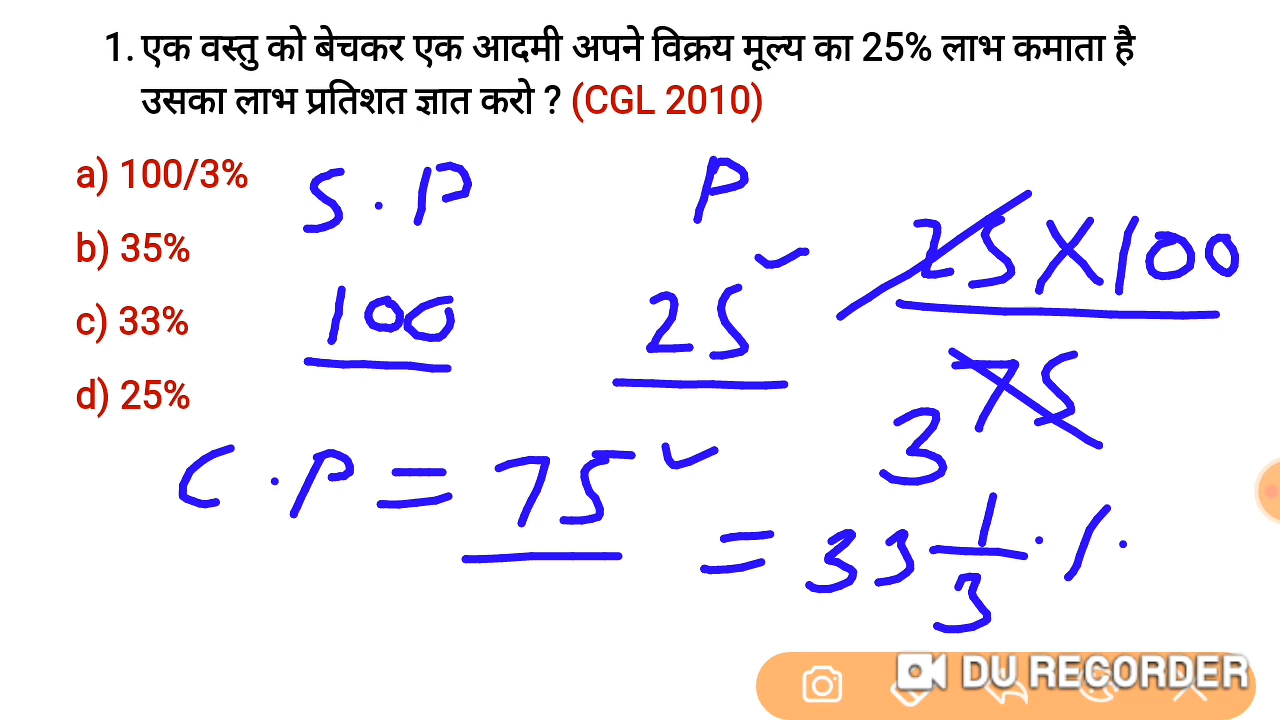 1. एक वस्तु को बेचकर एक आदमी अपने विक्रय मूल्य का 25% लाभ कमाता है
उसका लाभ प्रतिशत ज्ञात करो ? (CGL 2010)
a) 100/3%
b) 35%
c) 33%
d) 25%
S.P P
100 25
25 X 100
75
3
C.P = 75
= 33 1/3 %
DU RECORDER